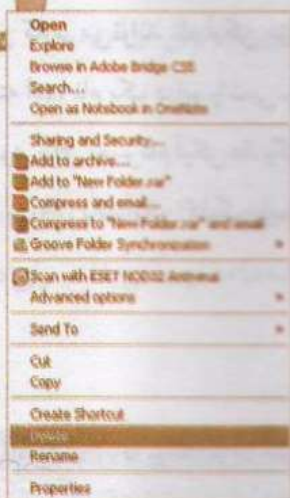 Open
Explore
Browse in Adobe Bridge CS5
Search...
Open as Notebook in OneNote
Sharing and Security...
Add to archive...
Add to "New Folder.rar"
Compress and email...
Compress to "New Folder.rar" and email
Groove Folder Synchronization
Scan with ESET NOD32 Antivirus
Advanced options
Send To
Cut
Copy
Create Shortcut
Delete
Rename
Properties